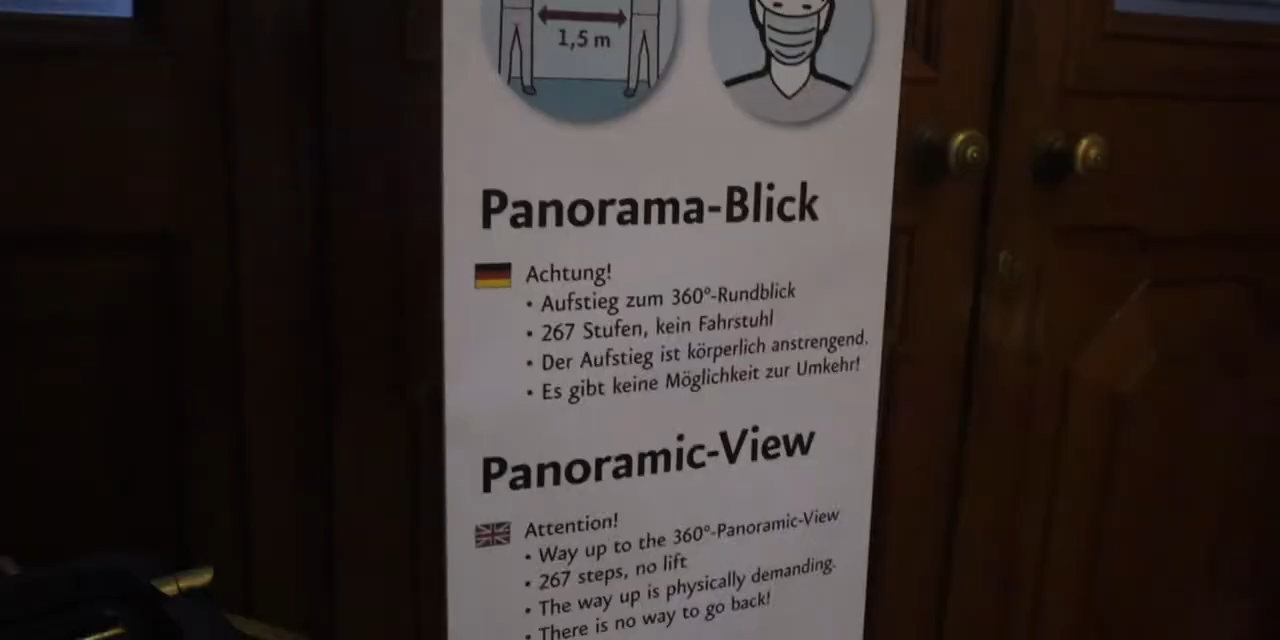 1,5 m
Panorama-Blick
Achtung!
• Aufstieg zum 360°-Rundblick
• 267 Stufen, kein Fahrstuhl
• Der Aufstieg ist körperlich anstrengend.
• Es gibt keine Möglichkeit zur Umkehr!
Panoramic-View
Attention!
• Way up to the 360°-Panoramic-View
• 267 steps, no lift
• The way up is physically demanding.
• There is no way to go back!